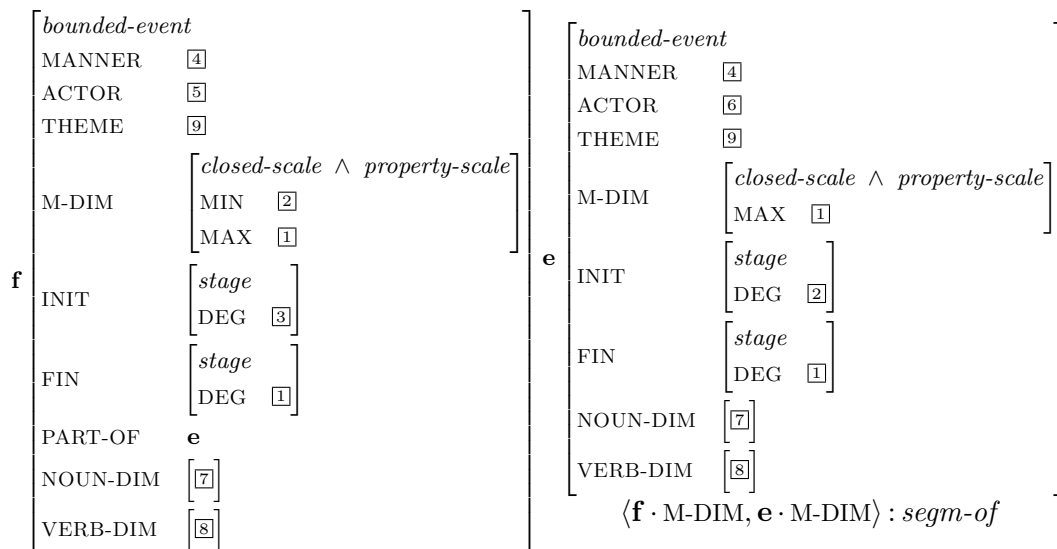 f
bounded-event
MANNER 4
ACTOR 5
THEME 9
M-DIM
closed-scale ∧ property-scale
MIN 2
MAX 1
INIT
stage
DEG 3
FIN
stage
DEG 1
PART-OF e
NOUN-DIM [7]
VERB-DIM [8]
e
bounded-event
MANNER 4
ACTOR 6
THEME 9
M-DIM
closed-scale ∧ property-scale
MAX 1
INIT
stage
DEG 2
FIN
stage
DEG 1
NOUN-DIM [7]
VERB-DIM [8]
⟨f · M-DIM, e · M-DIM⟩ : segm-of